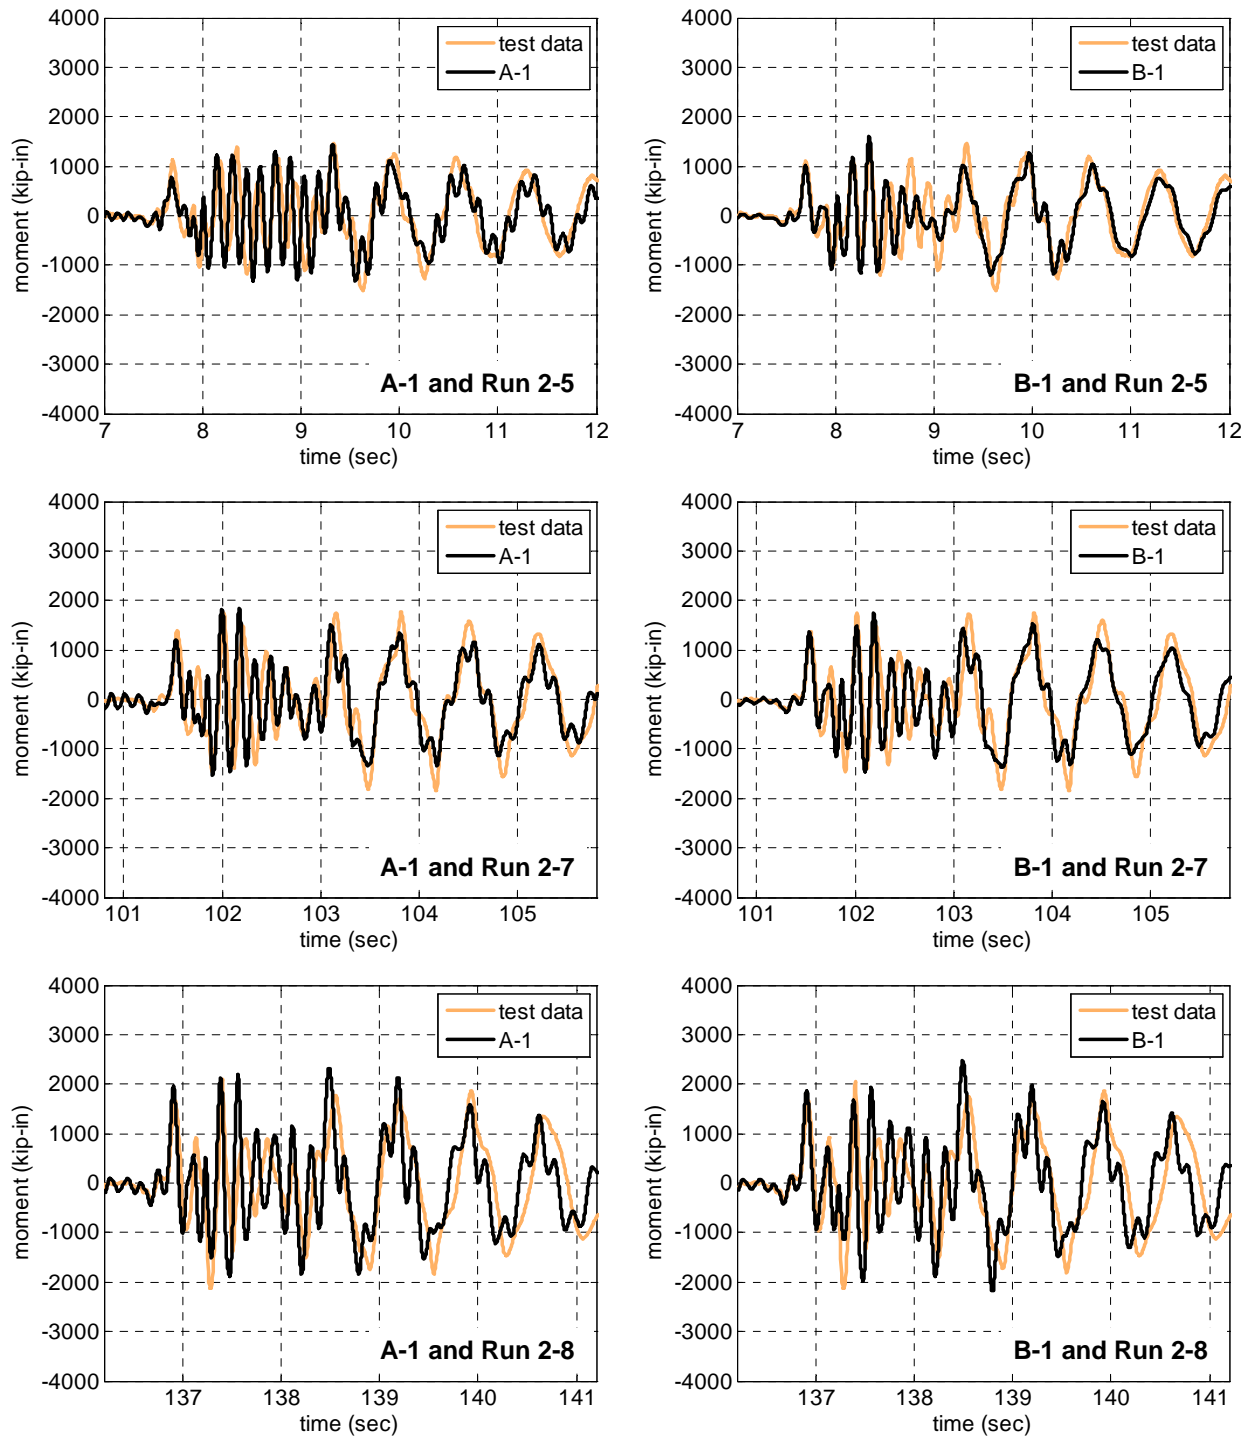 4000
3000
2000
1000
0
-1000
-2000
-3000
-4000
moment (kip-in)
test data
A-1
A-1 and Run 2-5
7 8 9 10 11 12
time (sec)
4000
3000
2000
1000
0
-1000
-2000
-3000
-4000
moment (kip-in)
test data
B-1
B-1 and Run 2-5
7 8 9 10 11 12
time (sec)
4000
3000
2000
1000
0
-1000
-2000
-3000
-4000
moment (kip-in)
test data
A-1
A-1 and Run 2-7
101 102 103 104 105
time (sec)
4000
3000
2000
1000
0
-1000
-2000
-3000
-4000
moment (kip-in)
test data
B-1
B-1 and Run 2-7
101 102 103 104 105
time (sec)
4000
3000
2000
1000
0
-1000
-2000
-3000
-4000
moment (kip-in)
test data
A-1
A-1 and Run 2-8
137 138 139 140 141
time (sec)
4000
3000
2000
1000
0
-1000
-2000
-3000
-4000
moment (kip-in)
test data
B-1
B-1 and Run 2-8
137 138 139 140 141
time (sec)